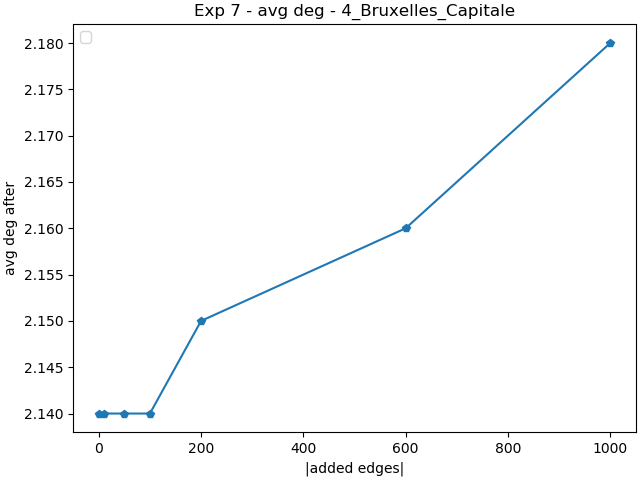 Exp 7 - avg deg - 4_Bruxelles_Capitale
2.180
2.175
2.170
2.165
2.160
2.155
2.150
2.145
2.140
avg deg after
0 200 400 600 800 1000
|added edges|